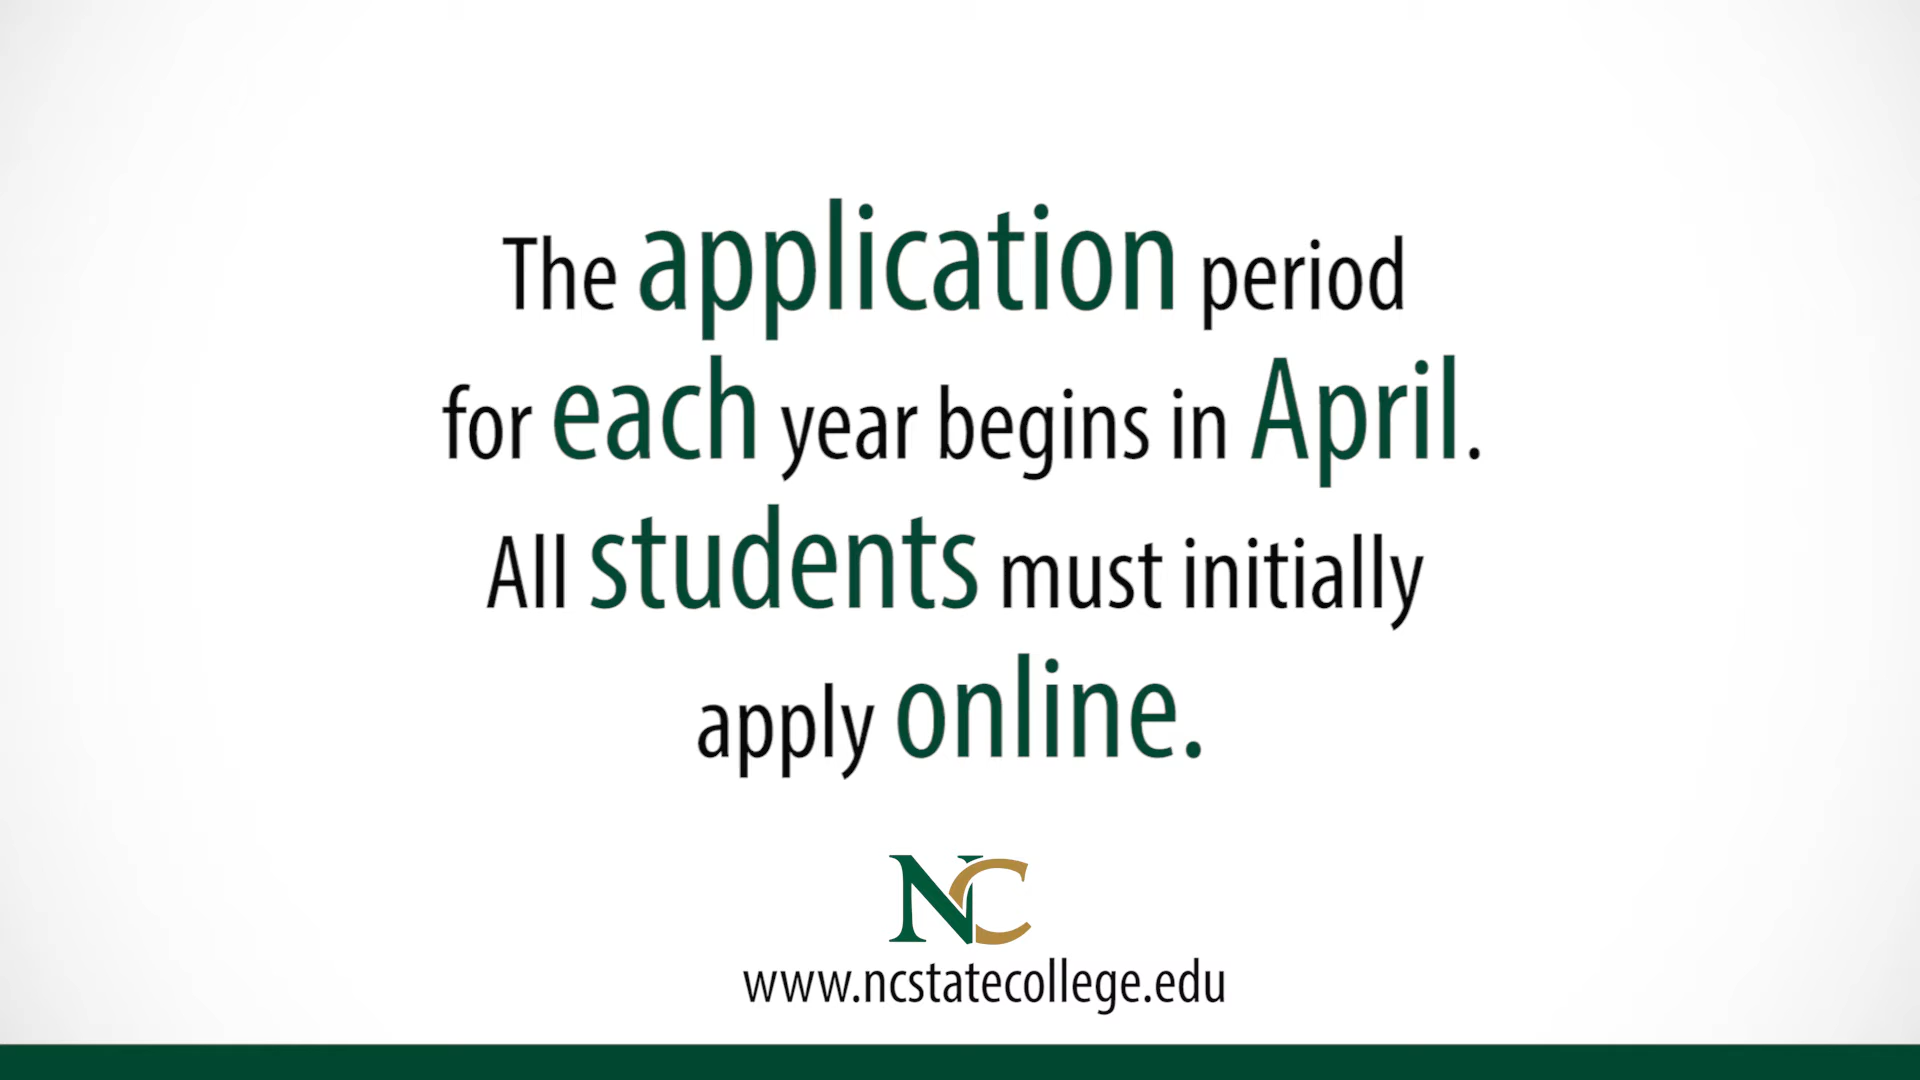 The application period
for each year begins in April.
All students must initially
apply online.
NC
www.ncstatecollege.edu